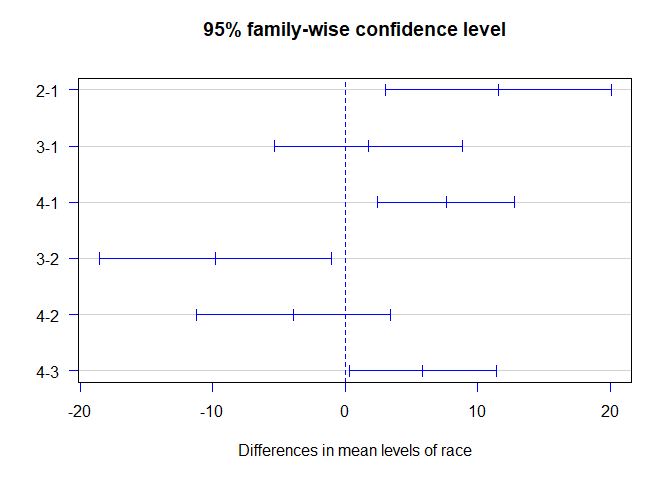 95% family-wise confidence level
2-1
3-1
4-1
3-2
4-2
4-3
-20 -10 0 10 20
Differences in mean levels of race